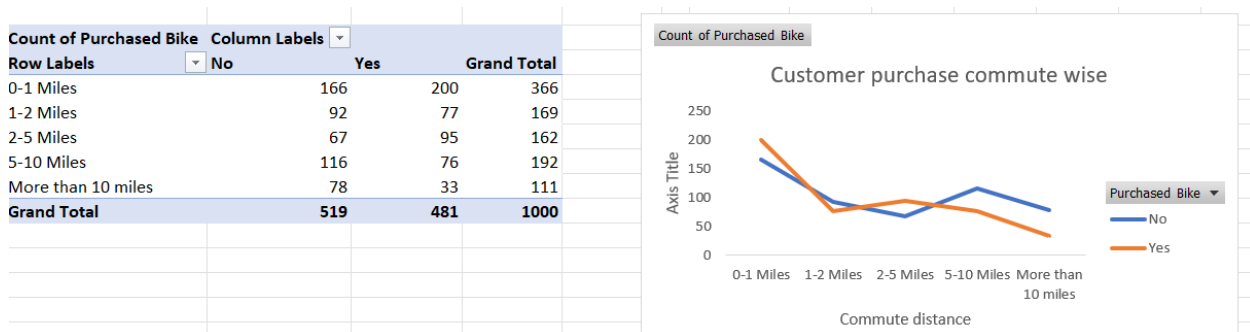 Count of Purchased Bike Column Labels
Row Labels No Yes Grand Total
0-1 Miles 166 200 366
1-2 Miles 92 77 169
2-5 Miles 67 95 162
5-10 Miles 116 76 192
More than 10 miles 78 33 111
Grand Total 519 481 1000
Count of Purchased Bike
Customer purchase commute wise
250
200
150
100
50
0
Axis Title
0-1 Miles 1-2 Miles 2-5 Miles 5-10 Miles More than
10 miles
Commute distance
Purchased Bike
No
Yes